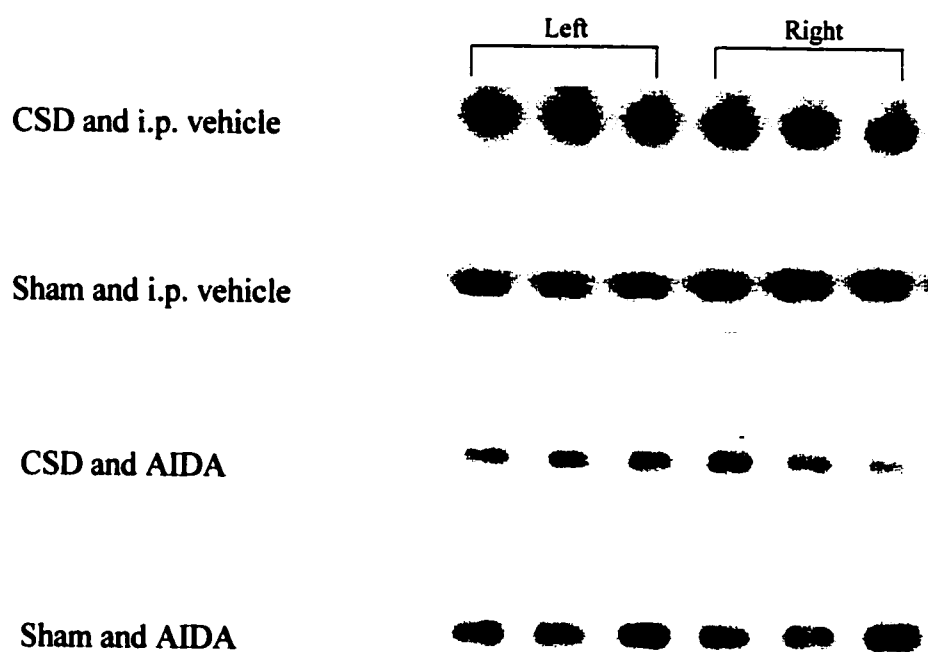 Left Right
CSD and i.p. vehicle
Sham and i.p. vehicle
CSD and AIDA
Sham and AIDA